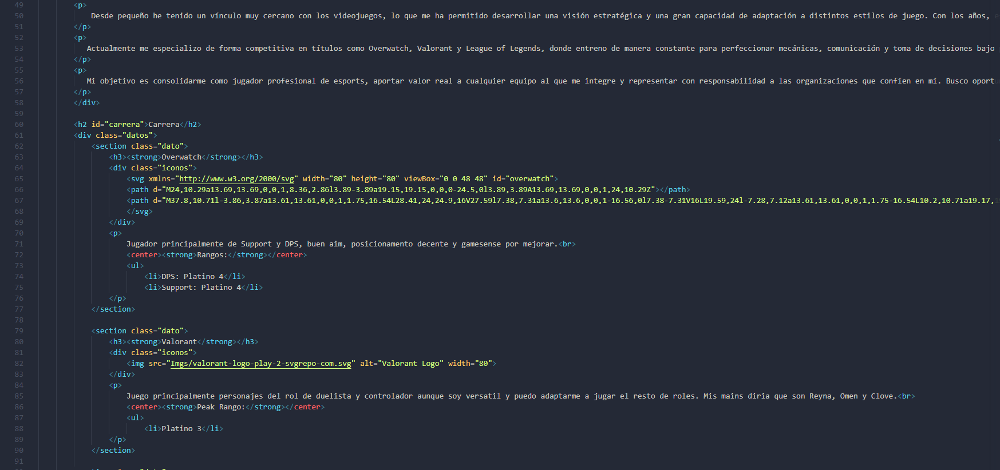 49 <p>
50 Desde pequeño he tenido un vínculo muy cercano con los videojuegos, lo que me ha permitido desarrollar una visión estratégica y una gran capacidad de adaptación a distintos estilos de juego. Con los años,
51 </p>
52 <p>
53 Actualmente me especializo de forma competitiva en títulos como Overwatch, Valorant y League of Legends, donde entreno de manera constante para perfeccionar mecánicas, comunicación y toma de decisiones bajo
54 </p>
55 <p>
56 Mi objetivo es consolidarme como jugador profesional de esports, aportar valor real a cualquier equipo al que me integre y representar con responsabilidad a las organizaciones que confíen en mí. Busco oportu
57 </p>
58 </div>
59
60 <h2 id="carrera">Carrera</h2>
61 <div class="datos">
62 <section class="dato">
63 <h3><strong>Overwatch</strong></h3>
64 <div class="iconos">
65 <svg xmlns="http://www.w3.org/2000/svg" width="80" height="80" viewBox="0 0 48 48" id="overwatch">
66 <path d="M24,10.29a13.69,13.69,0,0,1,8.36,2.86l3.89-3.89a19.15,19.15,0,0,0-24.5,0l3.89,3.89A13.69,13.69,0,0,1,24,10.29Z"></path>
67 <path d="M37.8,10.71l-3.86,3.87a13.61,13.61,0,0,1,1.75,16.54L28.41,24,24.9,16V27.59l7.38,7.31a13.6,13.6,0,0,1-16.56,0l7.38-7.31V16L19.59,24l-7.28,7.12a13.61,13.61,0,0,1,1.75-16.54L10.2,10.71a19.17,
68 </svg>
69 </div>
70 <p>
71 Jugador principalmente de Support y DPS, buen aim, posicionamento decente y gamesense por mejorar.<br>
72 <center><strong>Rangos:</strong></center>
73 <ul>
74 <li>DPS: Platino 4</li>
75 <li>Support: Platino 4</li>
76 </p>
77 </section>
78
79 <section class="dato">
80 <h3><strong>Valorant</strong></h3>
81 <div class="iconos">
82 <img src="Imgs/valorant-logo-play-2-svgrepo-com.svg" alt="Valorant Logo" width="80">
83 </div>
84 <p>
85 Juego principalmente personajes del rol de duelista y controlador aunque soy versatil y puedo adaptarme a jugar el resto de roles. Mis mains diria que son Reyna, Omen y Clove.<br>
86 <center><strong>Peak Rango:</strong></center>
87 <ul>
88 <li>Platino 3</li>
89 </p>
90 </section>
91